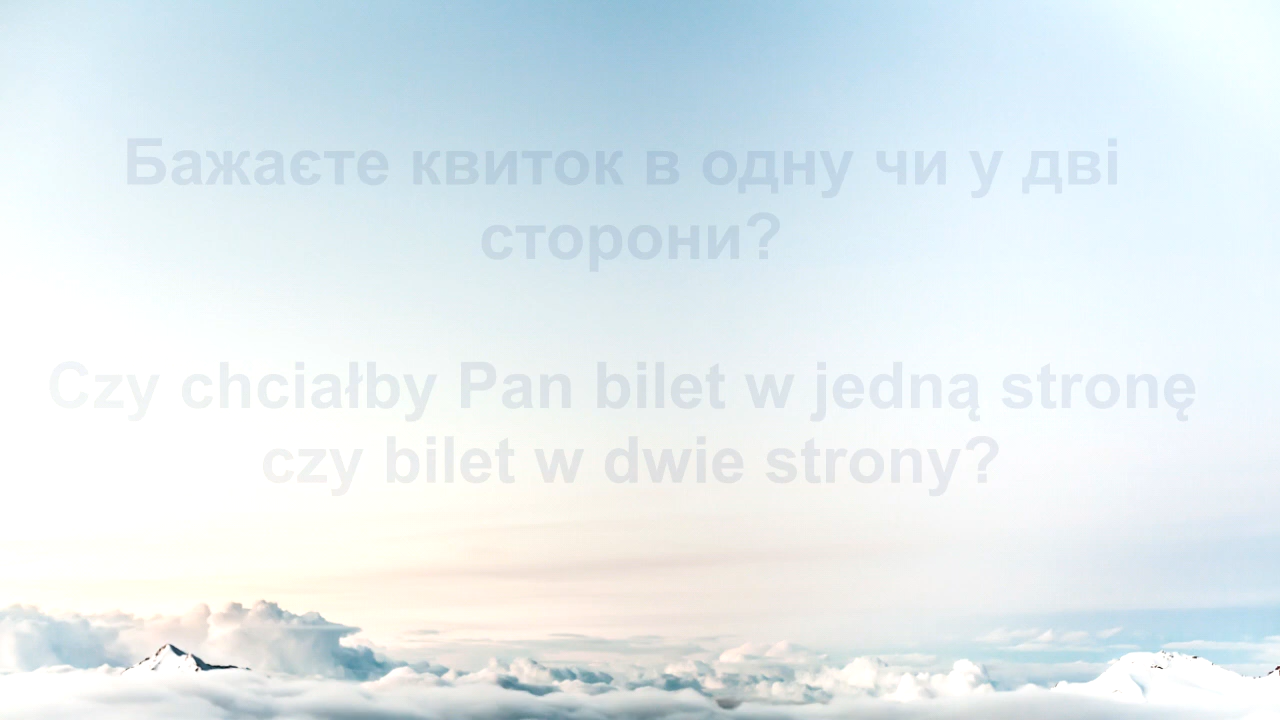 Бажаєте квиток в одну чи у дві
сторони?
Czy chciałby Pan bilet w jedną stronę
czy bilet w dwie strony?